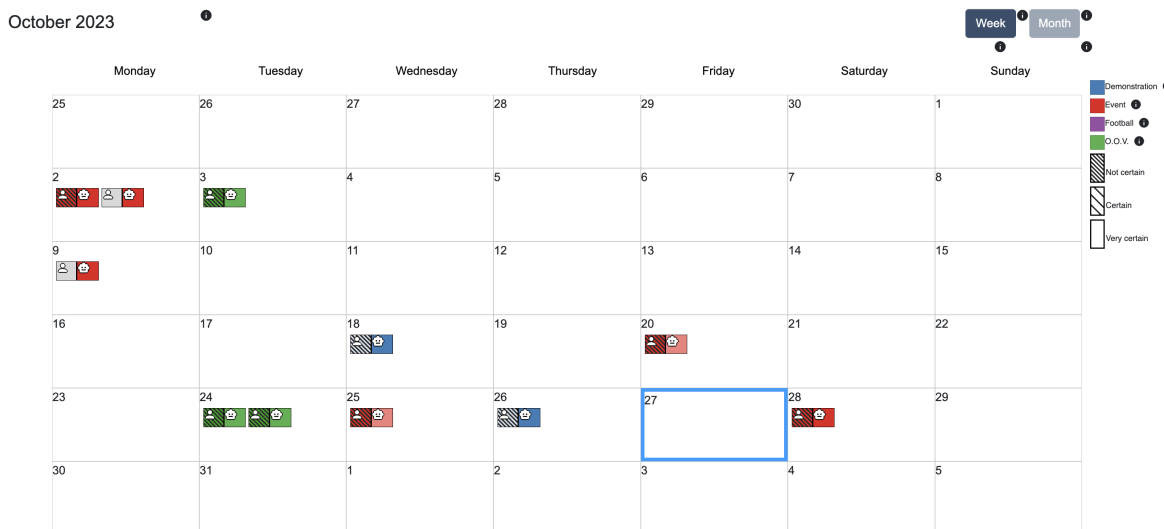 October 2023
Week
Month
Monday Tuesday Wednesday Thursday Friday Saturday Sunday
25 26 27 28 29 30 1
2 3 4 5 6 7 8
9 10 11 12 13 14 15
16 17 18 19 20 21 22
23 24 25 26 27 28 29
30 31 1 2 3 4 5
Demonstration
Event
Football
O.O.V.
Not certain
Certain
Very certain